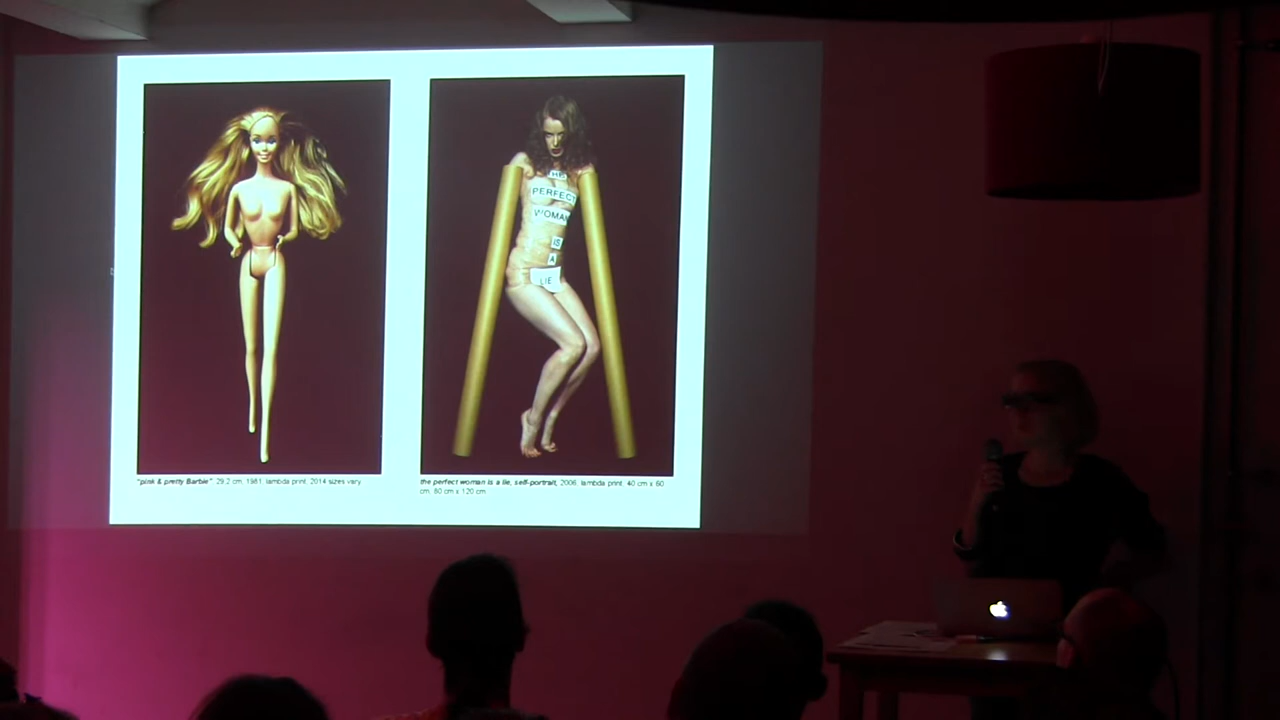 THE
PERFECT
WOMAN
IS
A
LIE
"pink & pretty Barbie" 29.2 cm, 1981. lambda print, 2014 sizes vary.
the perfect woman is a lie, self-portrait, 2006. lambda print. 40 cm x 60
cm. 80 cm x 120 cm